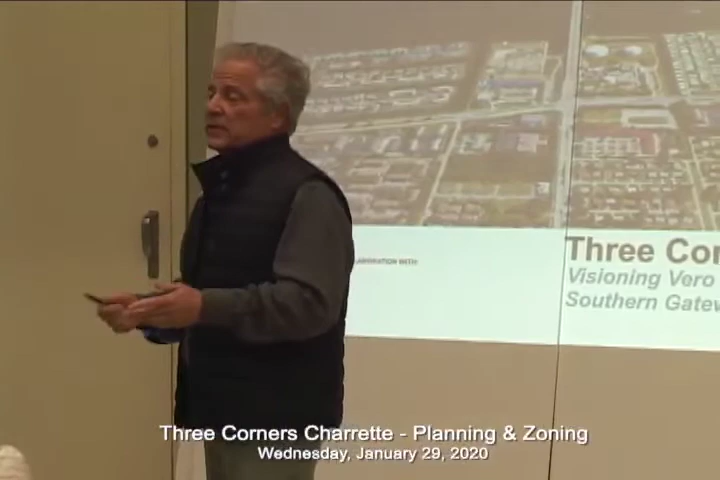 Three Cor
Visioning Vero
Southern Gatew
Three Corners Charrette - Planning & Zoning
Wednesday, January 29, 2020